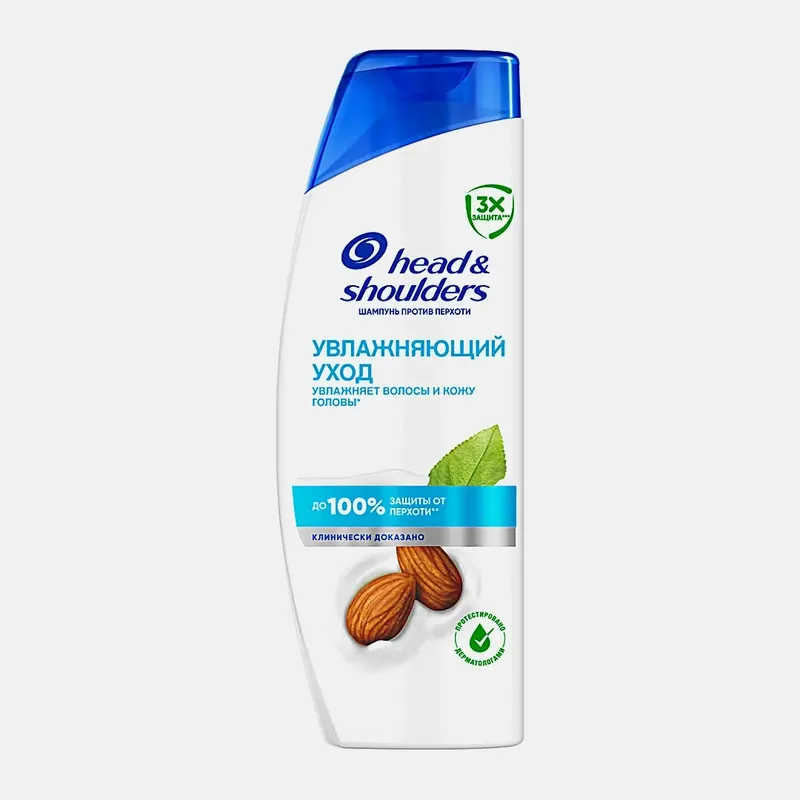 3X
ЗАЩИТА***
head &
shoulders
ШАМПУНЬ ПРОТИВ ПЕРХОТИ
УВЛАЖНЯЮЩИЙ
УХОД
УВЛАЖНЯЕТ ВОЛОСЫ И КОЖУ
ГОЛОВЫ*
ДО 100% ЗАЩИТЫ ОТ
ПЕРХОТИ**
КЛИНИЧЕСКИ ДОКАЗАНО
ПРОТЕСТИРОВАНО
ДЕРМАТОЛОГАМИ